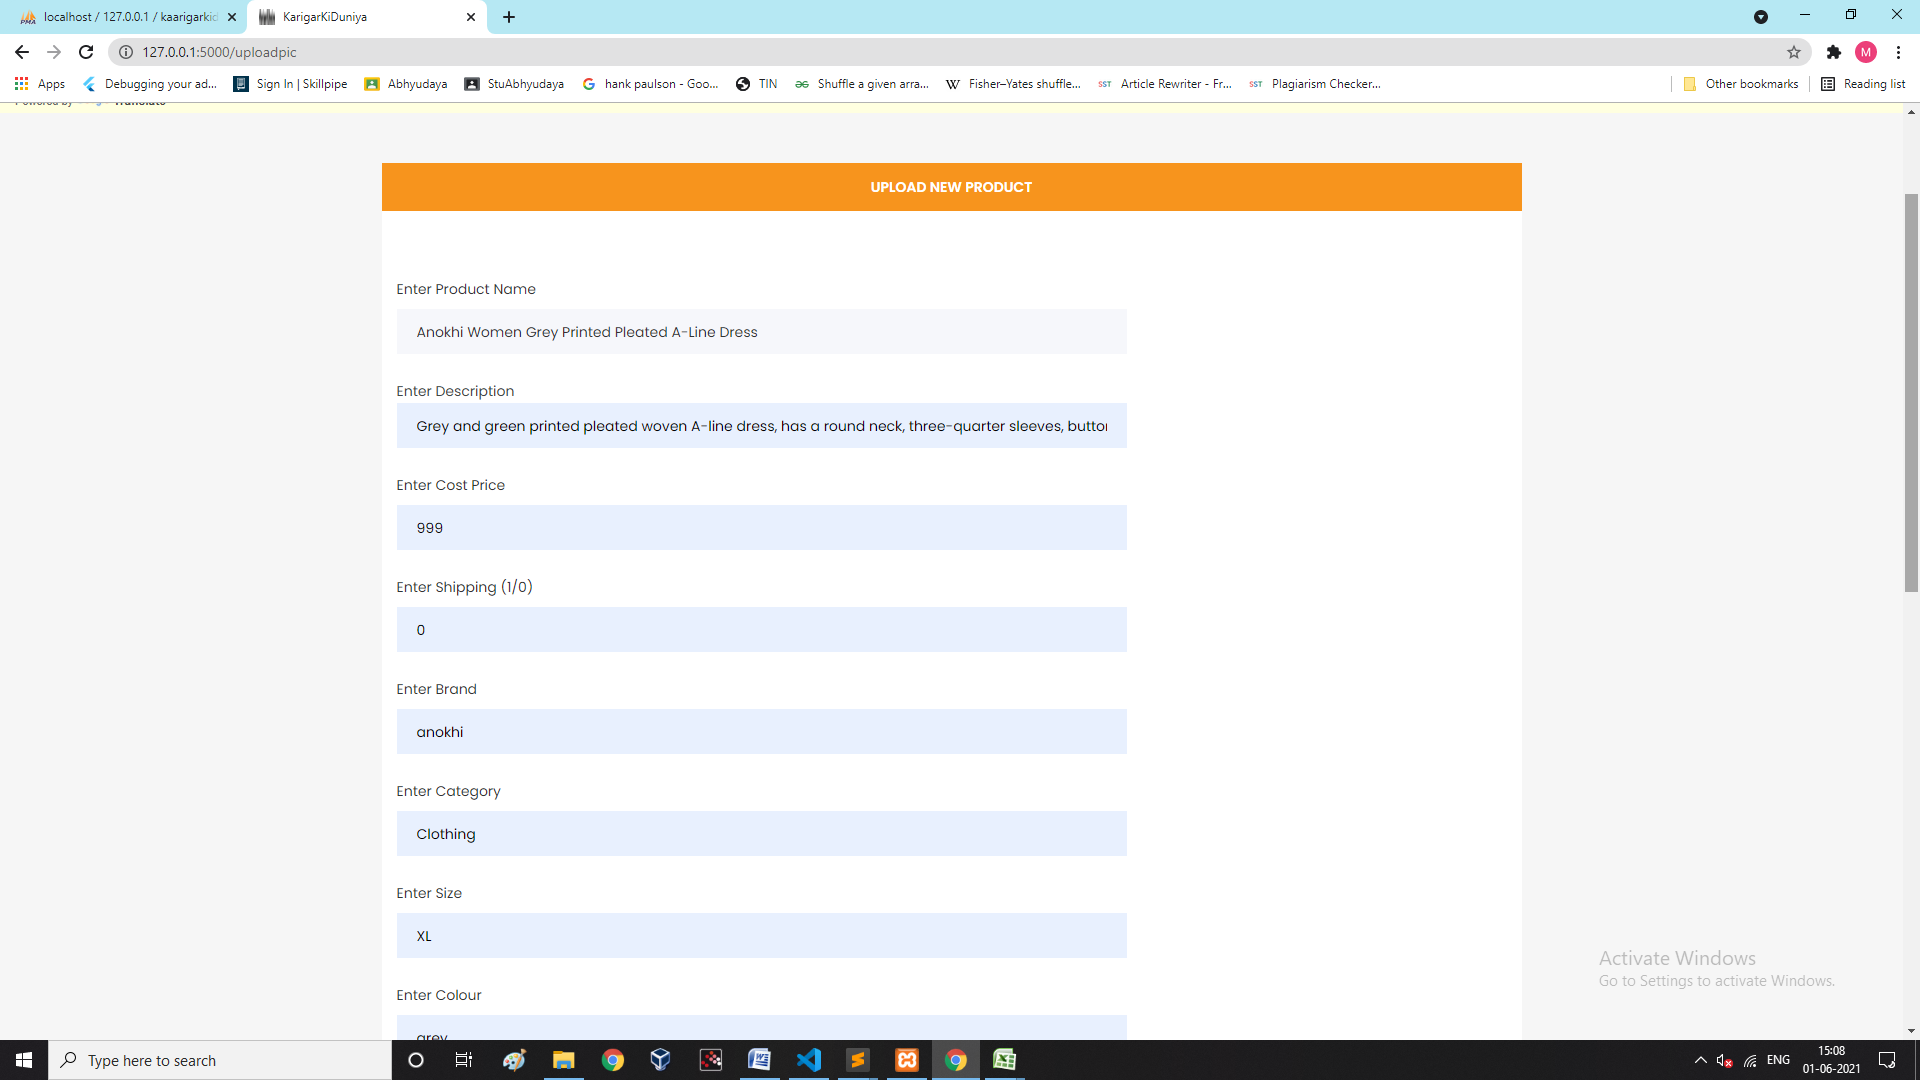 localhost / 127.0.0.1 / kaarigarkid
KarigarKiDuniya
127.0.0.1:5000/uploadpic
M
Apps
Debugging your ad...
Sign In | Skillpipe
Abhyudaya
StuAbhyudaya
hank paulson - Goo...
TIN
Shuffle a given arra...
Fisher–Yates shuffle...
Article Rewriter - Fr...
Plagiarism Checker...
Other bookmarks
Reading list
UPLOAD NEW PRODUCT
Enter Product Name
Anokhi Women Grey Printed Pleated A-Line Dress
Enter Description
Grey and green printed pleated woven A-line dress, has a round neck, three-quarter sleeves, button
Enter Cost Price
999
Enter Shipping (1/0)
0
Enter Brand
anokhi
Enter Category
Clothing
Enter Size
XL
Enter Colour
grey
Activate Windows
Go to Settings to activate Windows.
Type here to search
ENG
15:08
01-06-2021